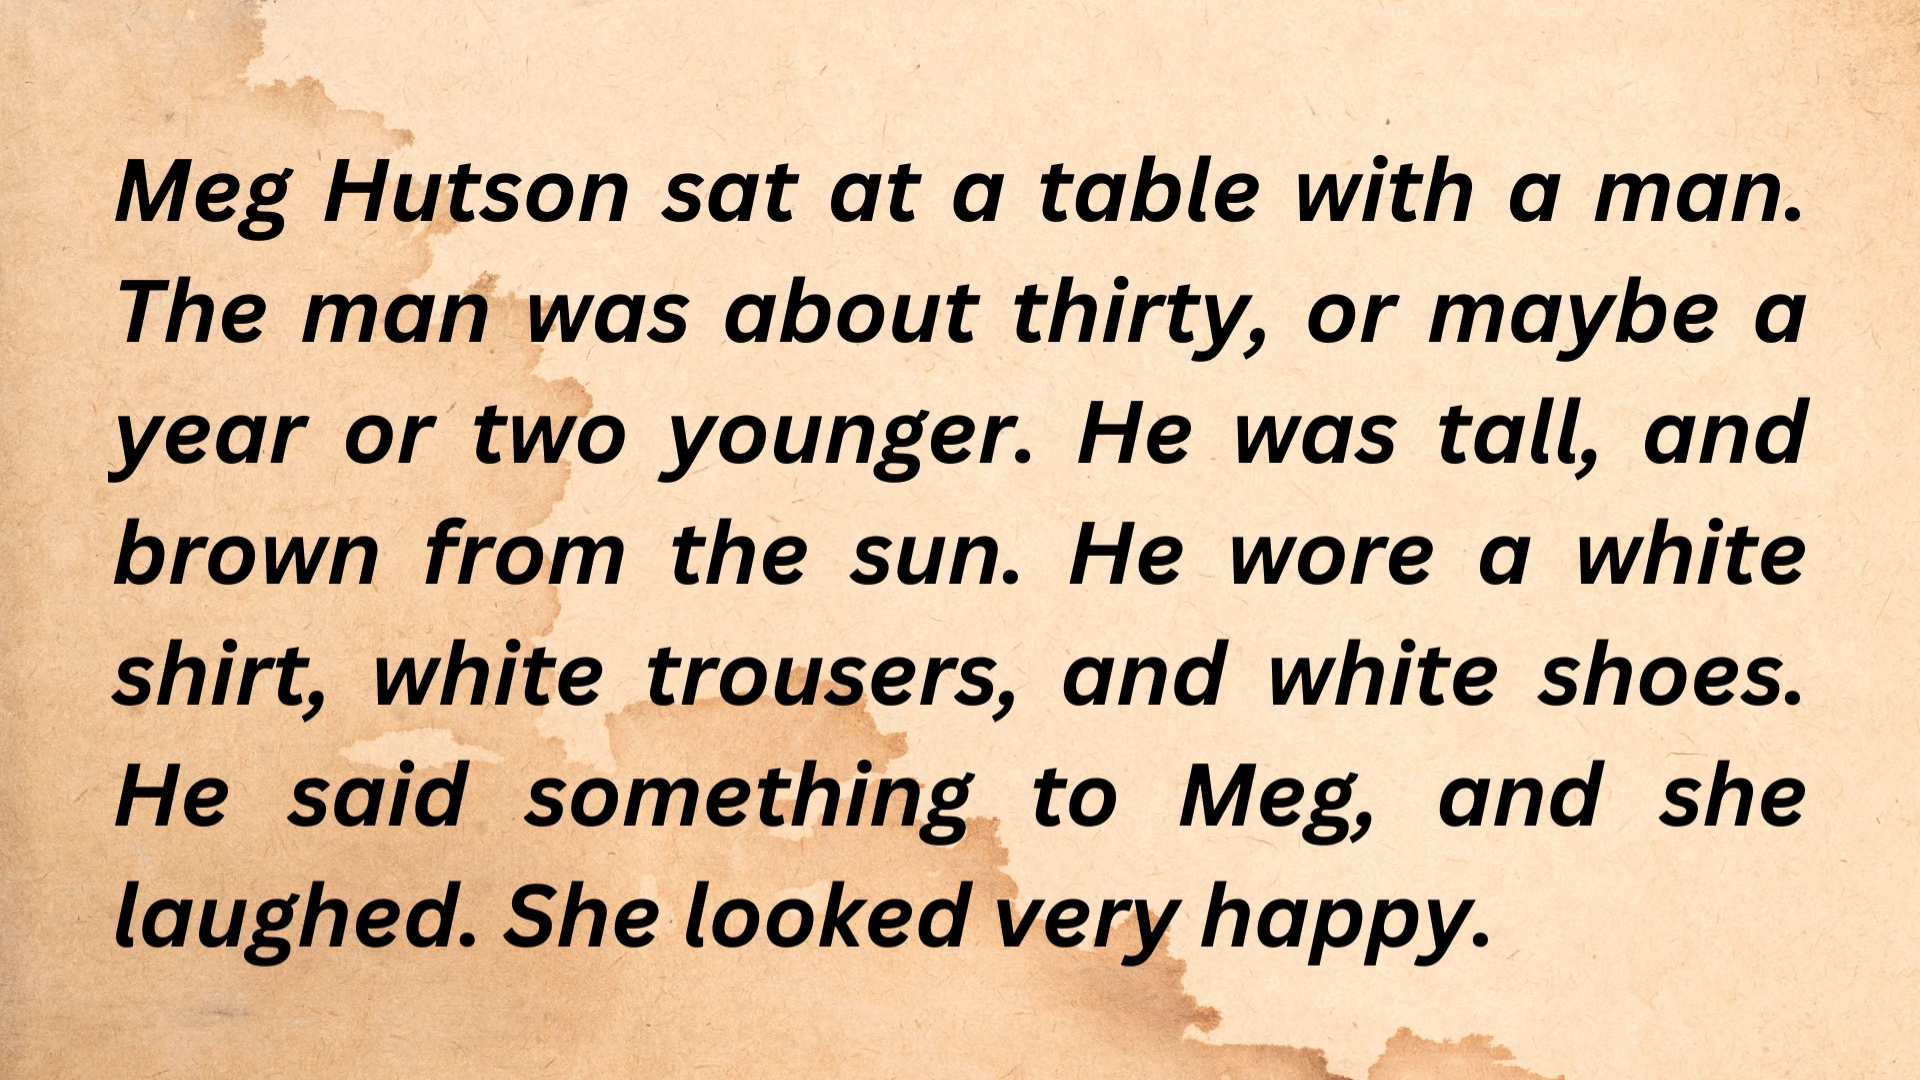 Meg Hutson sat at a table with a man.
The man was about thirty, or maybe a
year or two younger. He was tall, and
brown from the sun. He wore a white
shirt, white trousers, and white shoes.
He said something to Meg, and she
laughed. She looked very happy.